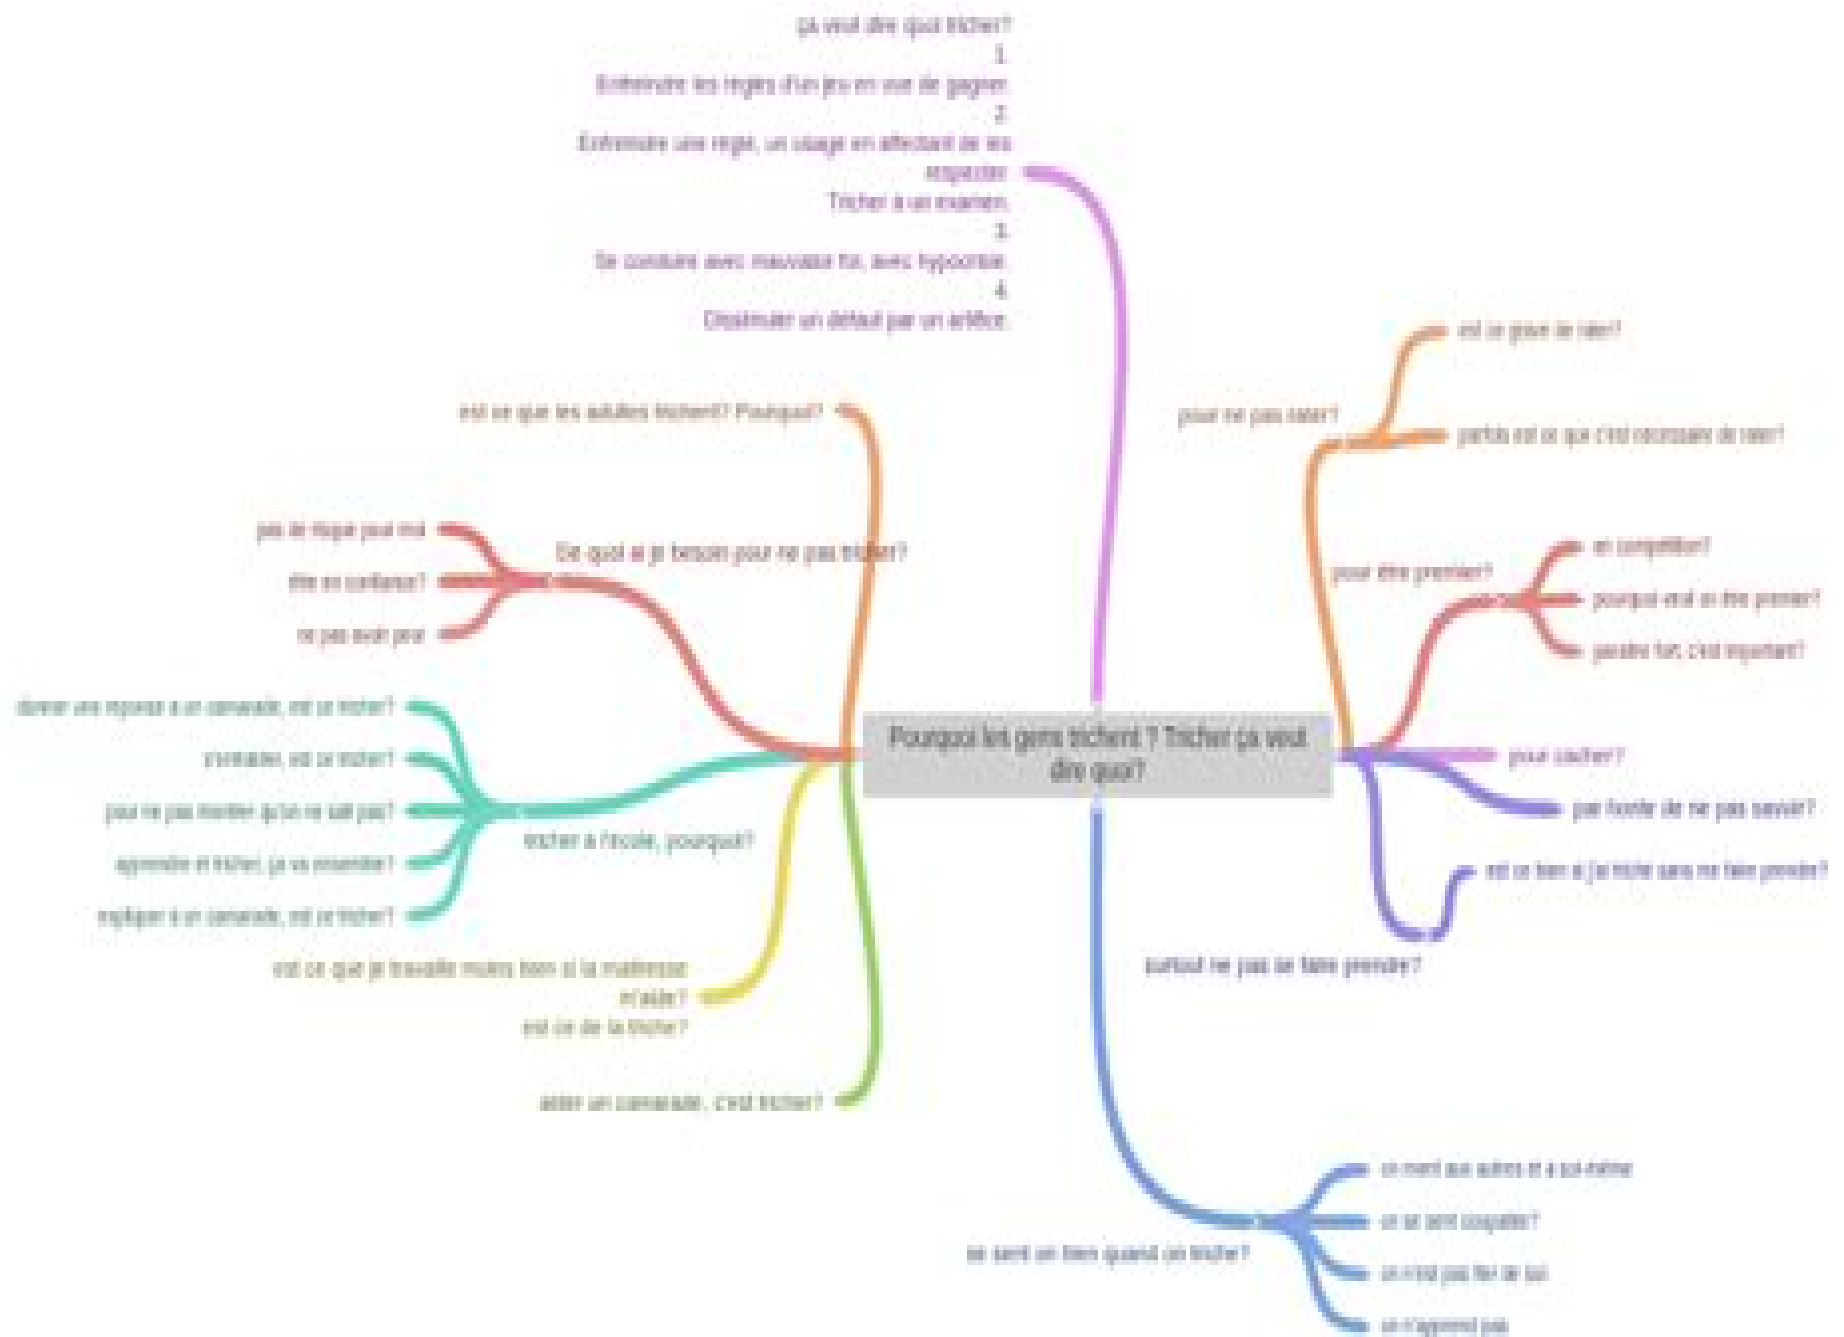 ça veut dire quoi tricher?
1.
Enfreindre les règles d'un jeu en vue de gagner.
2.
Enfreindre une règle, un usage en affectant de les
respecter.
Tricher à un examen.
3.
Se conduire avec mauvaise foi, avec hypocrisie.
4.
Dissimuler un défaut par un artifice.
est ce que les adultes trichent? Pourquoi?
De quoi ai je besoin pour ne pas tricher?
pas de risque pour moi
être en confiance?
ne pas avoir peur
donner une réponse à un camarade, est ce tricher?
s'entraider, est ce tricher?
pour ne pas montrer qu'on ne sait pas?
apprendre et tricher, ça va ensemble?
expliquer à un camarade, est ce tricher?
tricher à l'école, pourquoi?
est ce que je travaille moins bien si la maîtresse
m'aide?
est ce de la triche?
aider un camarade, c'est tricher?
Pourquoi les gens trichent ? Tricher ça veut
dire quoi?
pour ne pas rater?
est ce grave de rater?
parfois est ce que c'est nécessaire de rater?
pour être premier?
en compétition?
pourquoi veut on être premier?
paraître fort, c'est important?
pour cacher?
par honte de ne pas savoir?
est ce bien si j'ai triché sans me faire prendre?
surtout ne pas se faire prendre?
se sent on bien quand on triche?
on ment aux autres et à soi-même
on se sent coupable?
on n'est pas fier de soi
on n'apprend pas